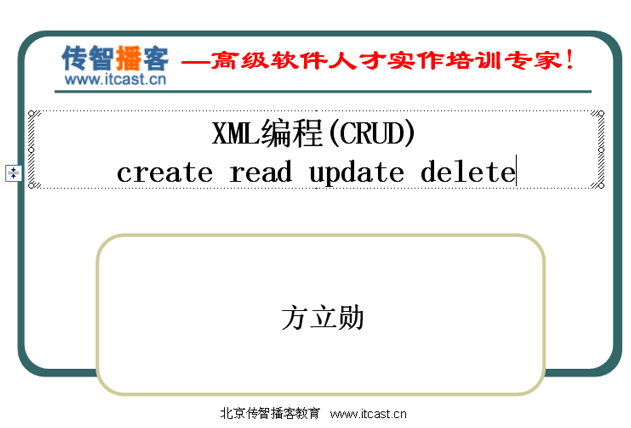 传智播客 —高级软件人才实作培训专家!
www.itcast.cn
XML编程(CRUD)
create read update delete
方立勋
北京传智播客教育 www.itcast.cn